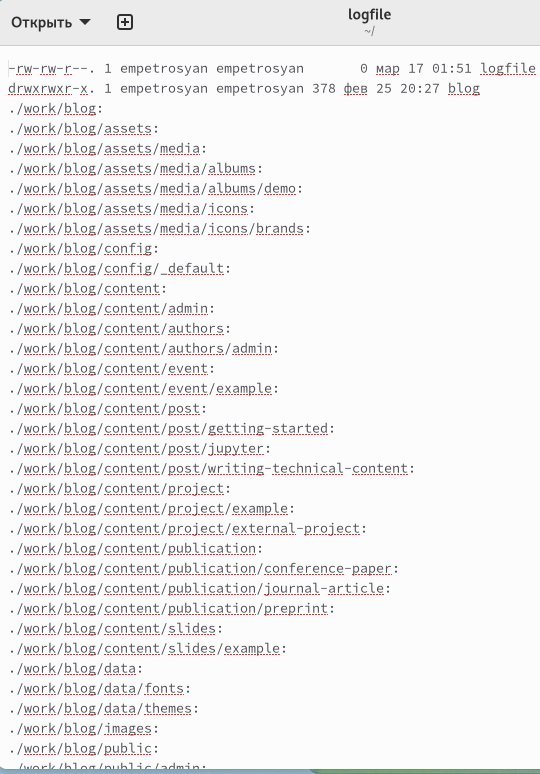 Открыть
logfile
~/
-rw-rw-r--. 1 empetrosyan empetrosyan       0 мар 17 01:51 logfile
drwxrwxr-x. 1 empetrosyan empetrosyan 378 фев 25 20:27 blog
./work/blog:
./work/blog/assets:
./work/blog/assets/media:
./work/blog/assets/media/albums:
./work/blog/assets/media/albums/demo:
./work/blog/assets/media/icons:
./work/blog/assets/media/icons/brands:
./work/blog/config:
./work/blog/config/_default:
./work/blog/content:
./work/blog/content/admin:
./work/blog/content/authors:
./work/blog/content/authors/admin:
./work/blog/content/event:
./work/blog/content/event/example:
./work/blog/content/post:
./work/blog/content/post/getting-started:
./work/blog/content/post/jupyter:
./work/blog/content/post/writing-technical-content:
./work/blog/content/project:
./work/blog/content/project/example:
./work/blog/content/project/external-project:
./work/blog/content/publication:
./work/blog/content/publication/conference-paper:
./work/blog/content/publication/journal-article:
./work/blog/content/publication/preprint:
./work/blog/content/slides:
./work/blog/content/slides/example:
./work/blog/data:
./work/blog/data/fonts:
./work/blog/data/themes:
./work/blog/images:
./work/blog/public:
./work/blog/public/admin: